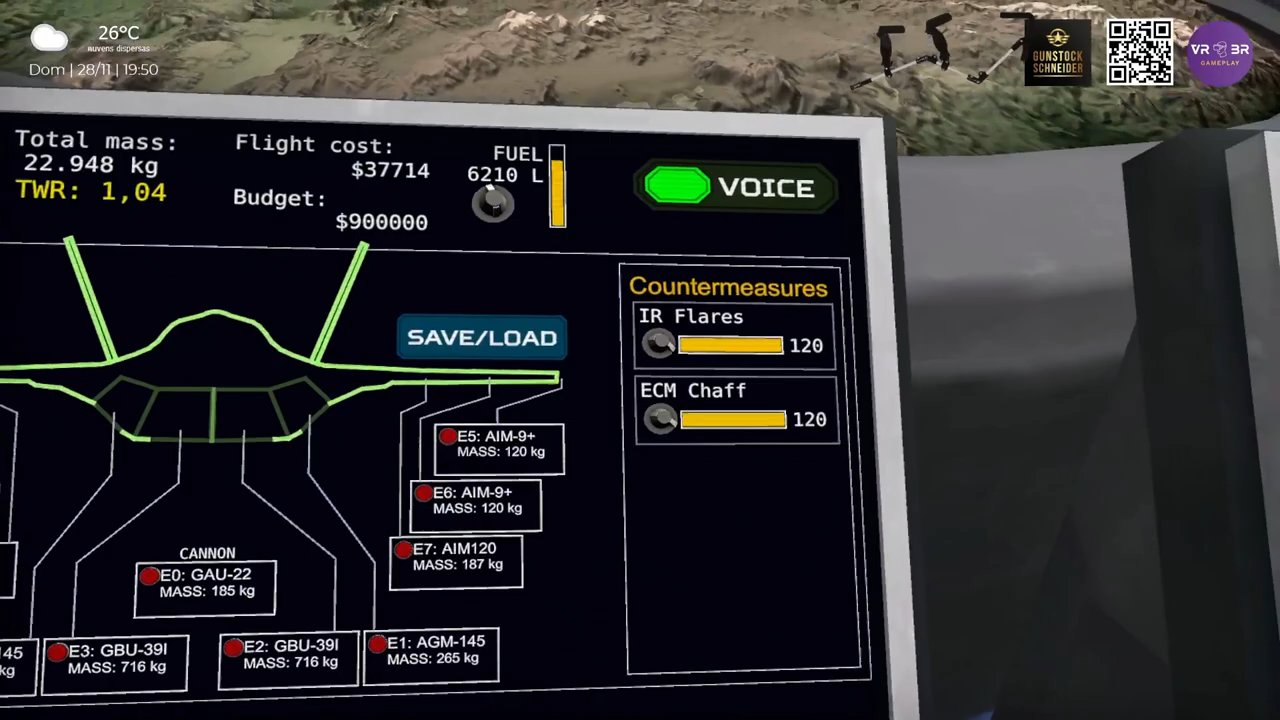 26°C
nuvens dispersas
Dom | 28/11 | 19:50
GUNSTOCK
SCHNEIDER
VR BR
GAMEPLAY
Total mass:
22.948 kg
TWR: 1,04
Flight cost:
$37714
Budget:
$900000
FUEL
6210 L
VOICE
SAVE/LOAD
Countermeasures
IR Flares
120
ECM Chaff
120
E5: AIM-9+
MASS: 120 kg
E6: AIM-9+
MASS: 120 kg
E7: AIM120
MASS: 187 kg
CANNON
E0: GAU-22
MASS: 185 kg
145
kg
E3: GBU-39I
MASS: 716 kg
E2: GBU-39I
MASS: 716 kg
E1: AGM-145
MASS: 265 kg